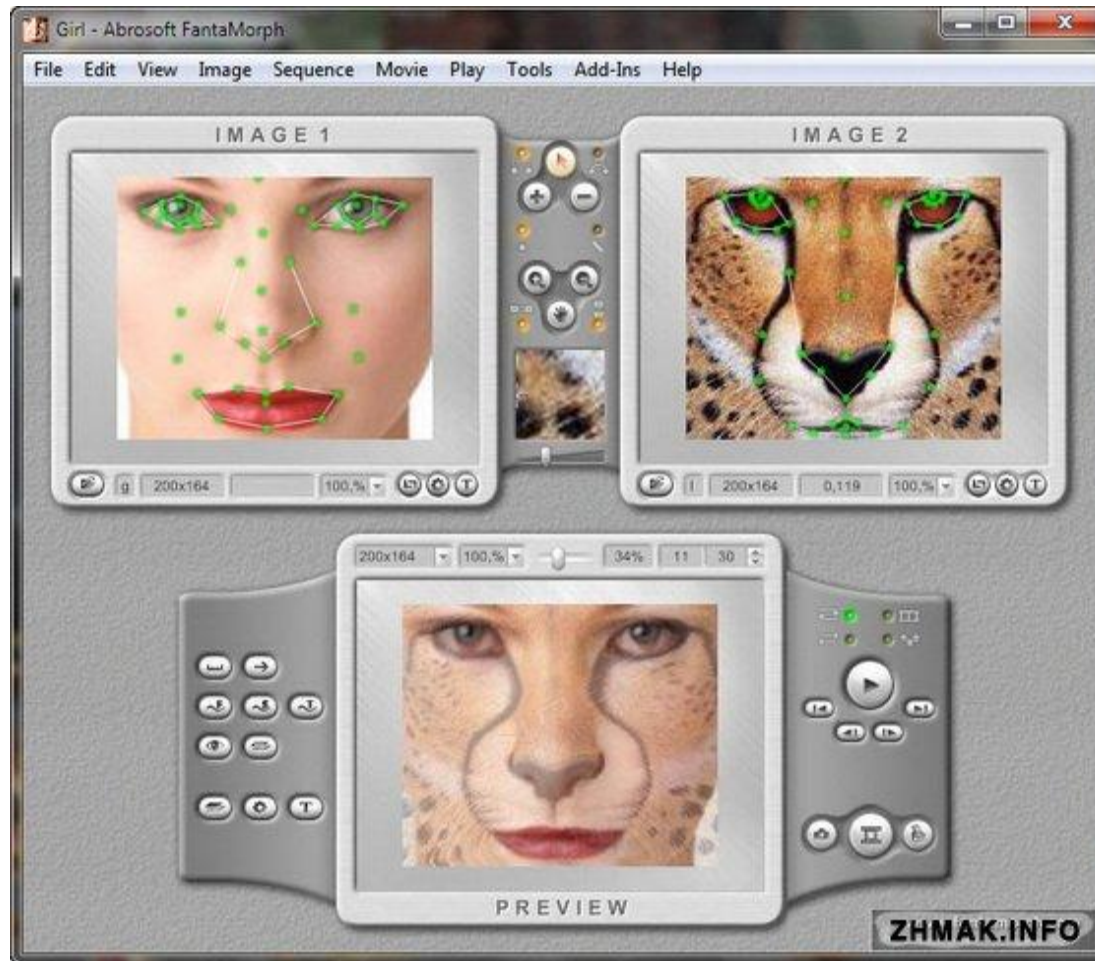 Girl - Abrosoft FantaMorph
File Edit View Image Sequence Movie Play Tools Add-Ins Help
IMAGE 1
IMAGE 2
g 200x164 100,% T
l 200x164 0,119 100,% T
200x164 100,% 34% 11 30
T
T
PREVIEW
ZHMAK.INFO